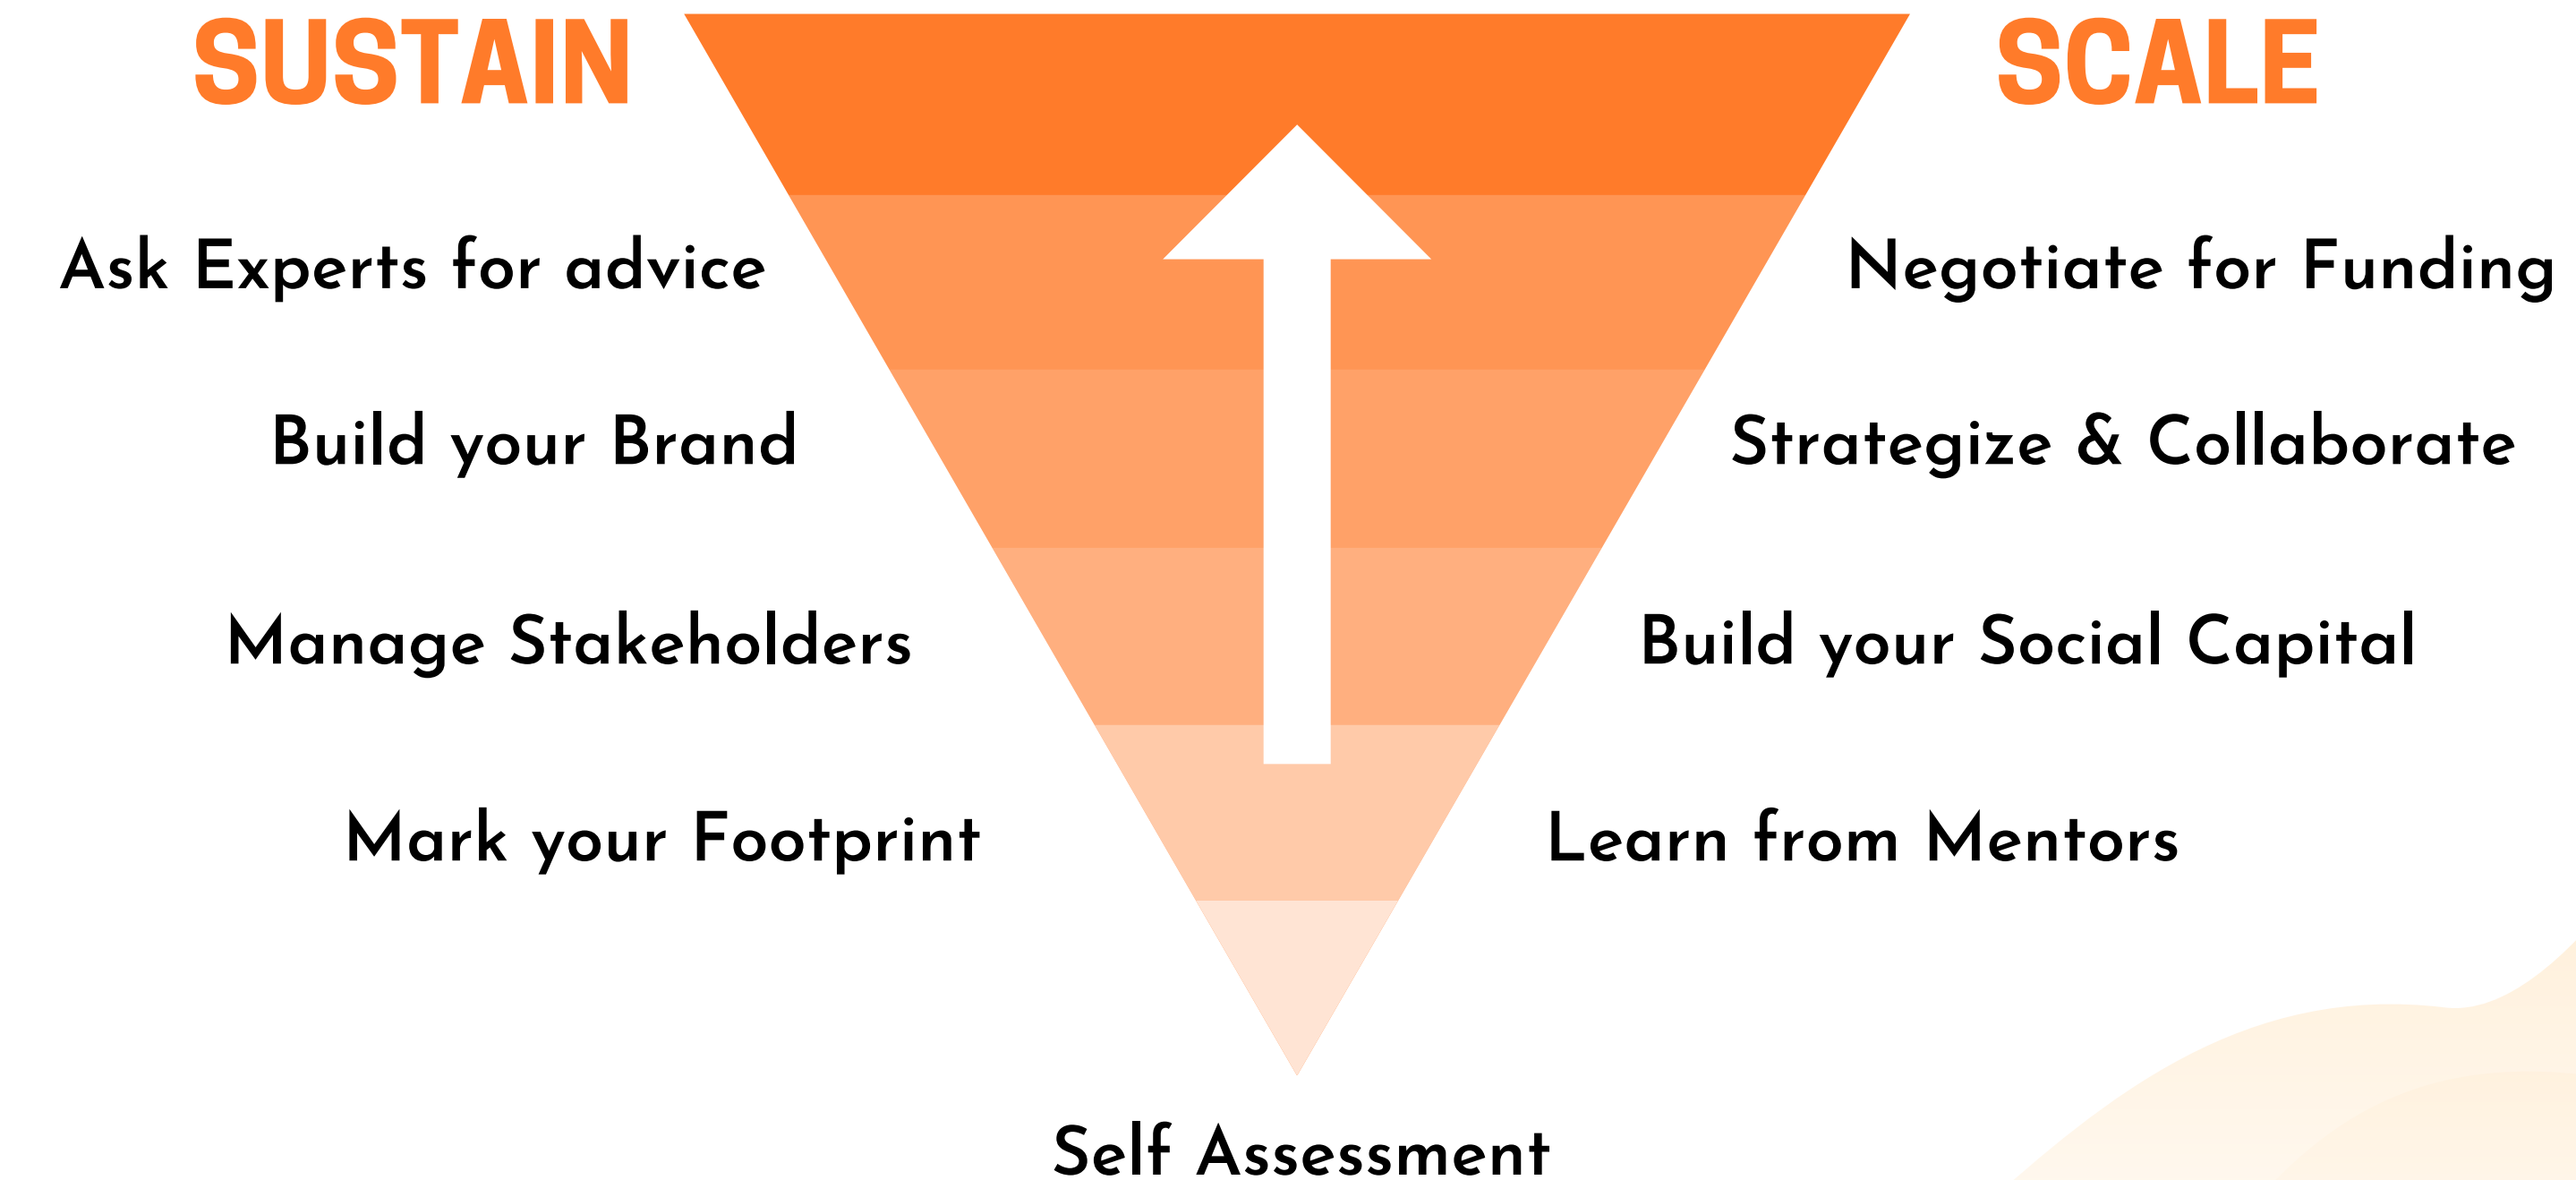 SUSTAIN
SCALE
Ask Experts for advice
Negotiate for Funding
Build your Brand
Strategize & Collaborate
Manage Stakeholders
Build your Social Capital
Mark your Footprint
Learn from Mentors
Self Assessment